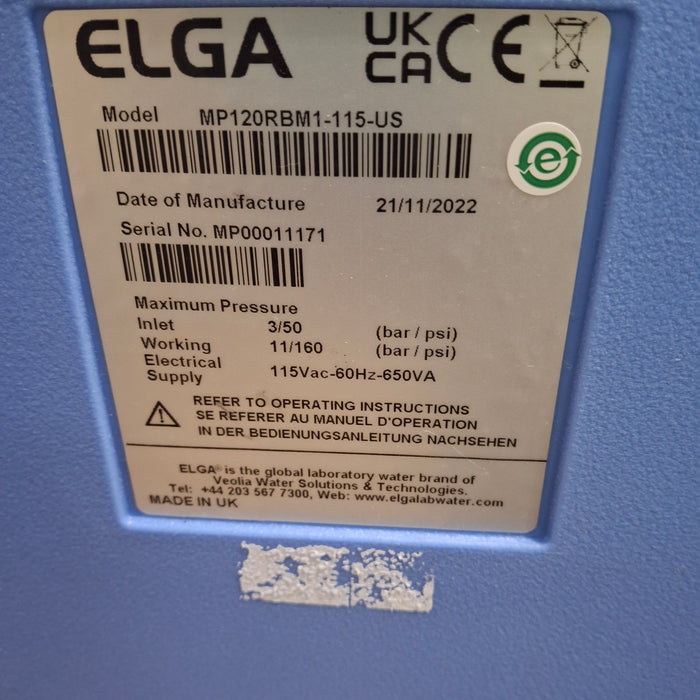 ELGA
UK
CA CE
Model MP120RBM1-115-US
e
Date of Manufacture 21/11/2022
Serial No. MP00011171
Maximum Pressure
Inlet 3/50 (bar / psi)
Working 11/160 (bar / psi)
Electrical
Supply 115Vac-60Hz-650VA
REFER TO OPERATING INSTRUCTIONS
SE REFERER AU MANUEL D'OPERATION
IN DER BEDIENUNGSANLEITUNG NACHSEHEN
ELGA® is the global laboratory water brand of
Veolia Water Solutions & Technologies.
Tel: +44 203 567 7300, Web: www.elgalabwater.com
MADE IN UK